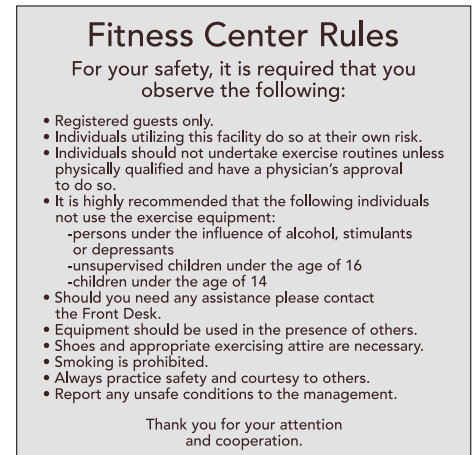 Fitness Center Rules
For your safety, it is required that you
observe the following:
• Registered guests only.
• Individuals utilizing this facility do so at their own risk.
• Individuals should not undertake exercise routines unless
physically qualified and have a physician's approval
to do so.
• It is highly recommended that the following individuals
not use the exercise equipment:
-persons under the influence of alcohol, stimulants
or depressants
-unsupervised children under the age of 16
-children under the age of 14
• Should you need any assistance please contact
the Front Desk.
• Equipment should be used in the presence of others.
• Shoes and appropriate exercising attire are necessary.
• Smoking is prohibited.
• Always practice safety and courtesy to others.
• Report any unsafe conditions to the management.
Thank you for your attention
and cooperation.